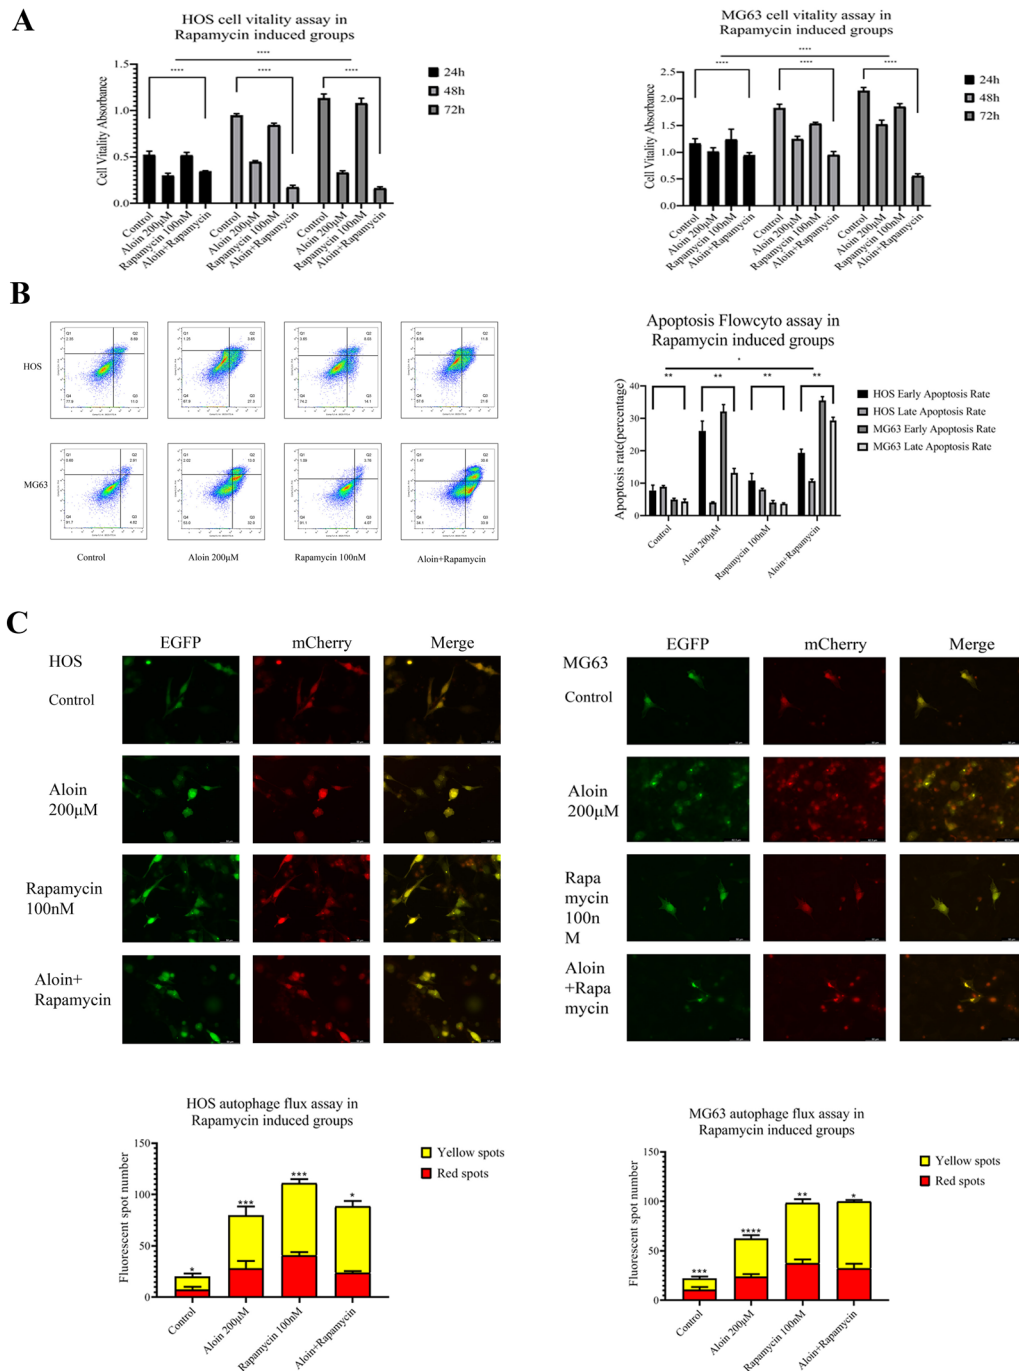 A
HOS cell vitality assay in
Rapamycin induced groups
****
**** **** ****
Cell Vitality Absorbance
1.5
1.0
0.5
0.0
24h
48h
72h
Control
Aloin 200μM
Rapamycin 100nM
Aloin+Rapamycin
Control
Aloin 200μM
Rapamycin 100nM
Aloin+Rapamycin
Control
Aloin 200μM
Rapamycin 100nM
Aloin+Rapamycin
MG63 cell vitality assay in
Rapamycin induced groups
****
**** **** ****
Cell Vitality Absorbance
2.5
2.0
1.5
1.0
0.5
0.0
24h
48h
72h
Control
Aloin 200μM
Rapamycin 100nM
Aloin+Rapamycin
Control
Aloin 200μM
Rapamycin 100nM
Aloin+Rapamycin
Control
Aloin 200μM
Rapamycin 100nM
Aloin+Rapamycin
B
HOS
MG63
Control
Aloin 200μM
Rapamycin 100nM
Aloin+Rapamycin
Apoptosis Flowcyto assay in
Rapamycin induced groups
*
** ** ** **
Apoptosis rate(percentage)
40
30
20
10
0
HOS Early Apoptosis Rate
HOS Late Apoptosis Rate
MG63 Early Apoptosis Rate
MG63 Late Apoptosis Rate
Control
Aloin 200μM
Rapamycin 100nM
Aloin+Rapamycin
C
EGFP mCherry Merge
HOS
Control
Aloin
200μM
Rapamycin
100nM
Aloin+
Rapamycin
EGFP mCherry Merge
MG63
Control
Aloin
200μM
Rapa
mycin
100n
M
Aloin
+Rapa
mycin
HOS autophage flux assay in
Rapamycin induced groups
Fluorescent spot number
150
100
50
0
* *** *** *
Yellow spots
Red spots
Control
Aloin 200μM
Rapamycin 100nM
Aloin+Rapamycin
MG63 autophage flux assay in
Rapamycin induced groups
Fluorescent spot number
150
100
50
0
*** **** ** *
Yellow spots
Red spots
Control
Aloin 200μM
Rapamycin 100nM
Aloin+Rapamycin